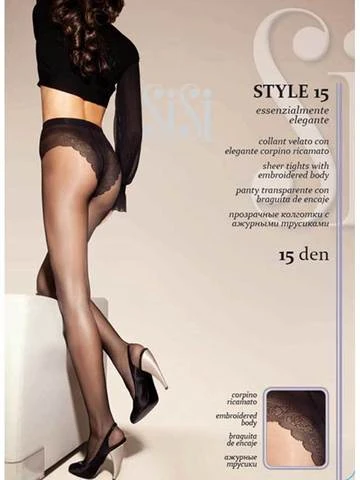 SiSi
Si
STYLE 15
essenzialmente
elegante
collant velato con
elegante corpino ricamato
sheer tights with
embroidered body
panty transparente con
braguita de encaje
прозрачные колготки с
ажурными трусиками
15 den
corpino
ricamato
embroidered
body
braguita
de encaje
ажурные
трусики